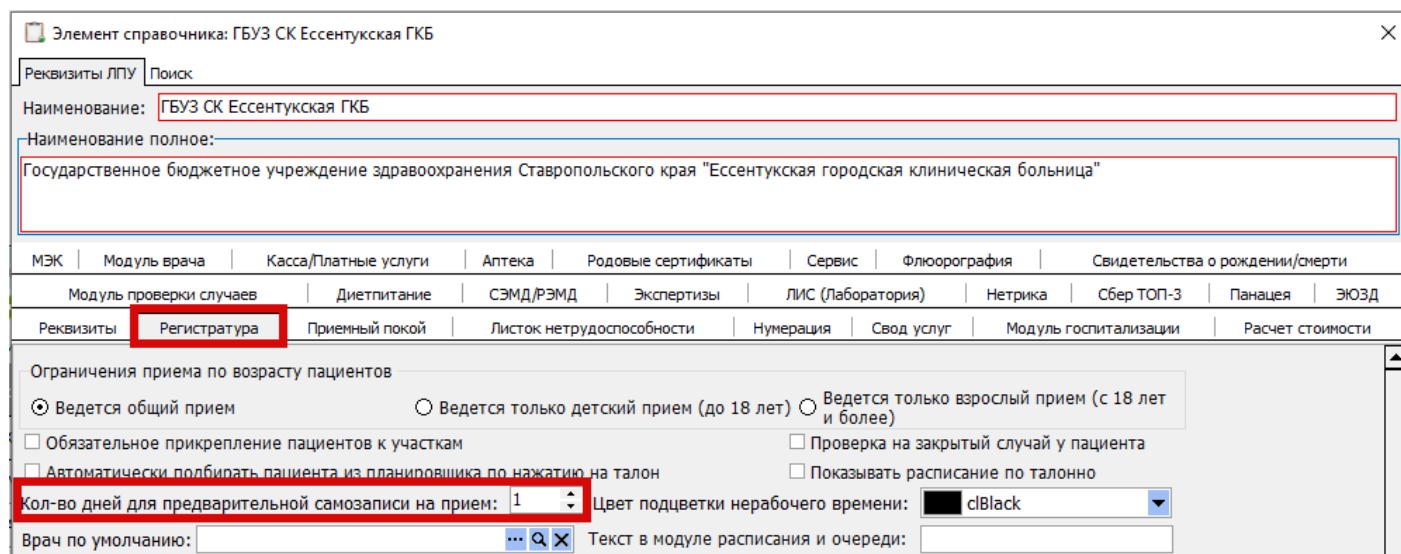 Элемент справочника: ГБУЗ СК Ессентукская ГКБ
Реквизиты ЛПУ Поиск
Наименование: ГБУЗ СК Ессентукская ГКБ
Наименование полное:
Государственное бюджетное учреждение здравоохранения Ставропольского края "Ессентукская городская клиническая больница"
МЭК Модуль врача Касса/Платные услуги Аптека Родовые сертификаты Сервис Флюорография Свидетельства о рождении/смерти
Модуль проверки случаев Диетпитание СЭМД/РЭМД Экспертизы ЛИС (Лаборатория) Нетрика Сбер ТОП-3 Панацея ЭЮЗД
Реквизиты Регистратура Приемный покой Листок нетрудоспособности Нумерация Свод услуг Модуль госпитализации Расчет стоимости
Ограничения приема по возрасту пациентов
Ведется общий прием Ведется только детский прием (до 18 лет) Ведется только взрослый прием (с 18 лет
и более)
Обязательное прикрепление пациентов к участкам Проверка на закрытый случай у пациента
Автоматически подбирать пациента из планировщика по нажатию на талон Показывать расписание по талонно
Кол-во дней для предварительной самозаписи на прием: 1 Цвет подцветки нерабочего времени: clBlack
Врач по умолчанию: Текст в модуле расписания и очереди: